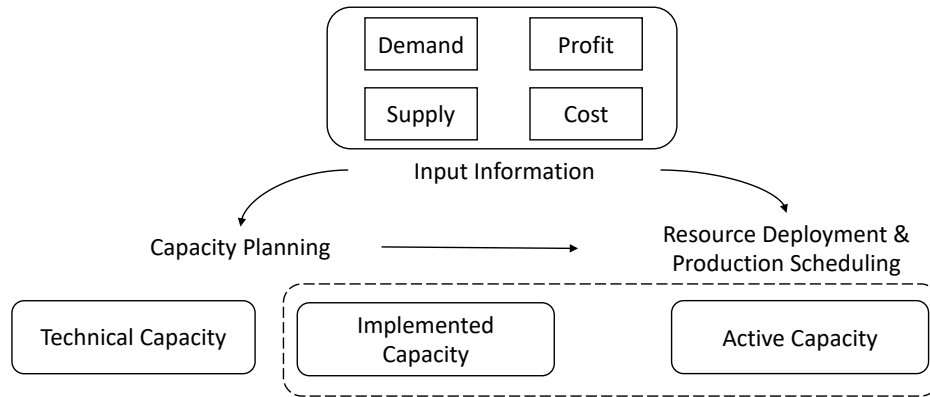 Demand
Profit
Supply
Cost
Input Information
Capacity Planning
Resource Deployment &
Production Scheduling
Technical Capacity
Implemented
Capacity
Active Capacity